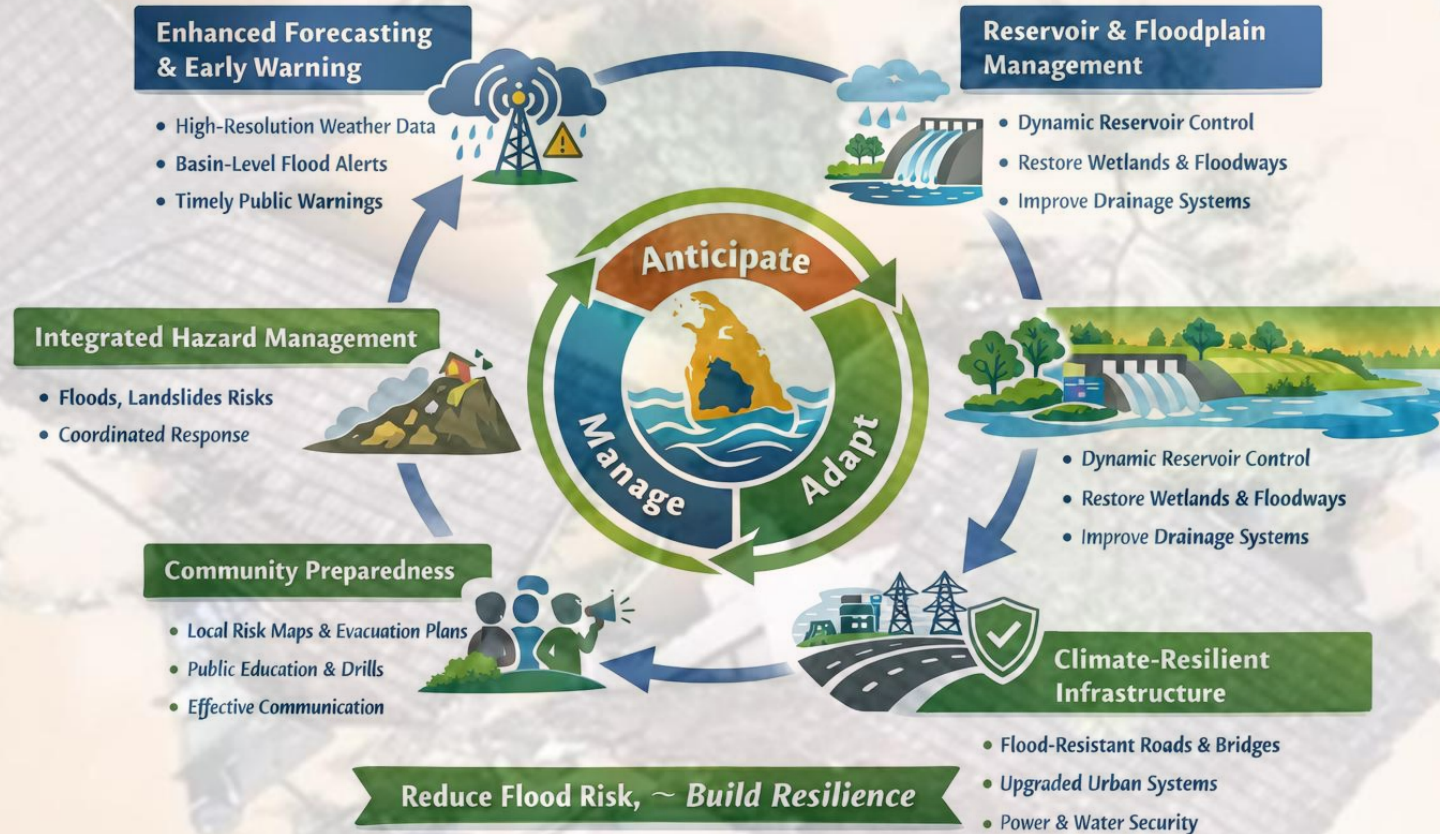 Enhanced Forecasting
& Early Warning
• High-Resolution Weather Data
• Basin-Level Flood Alerts
• Timely Public Warnings
Reservoir & Floodplain
Management
• Dynamic Reservoir Control
• Restore Wetlands & Floodways
• Improve Drainage Systems
Anticipate
Adapt
Manage
Integrated Hazard Management
• Floods, Landslides Risks
• Coordinated Response
• Dynamic Reservoir Control
• Restore Wetlands & Floodways
• Improve Drainage Systems
Community Preparedness
• Local Risk Maps & Evacuation Plans
• Public Education & Drills
• Effective Communication
Climate-Resilient
Infrastructure
• Flood-Resistant Roads & Bridges
• Upgraded Urban Systems
• Power & Water Security
Reduce Flood Risk, ~ Build Resilience